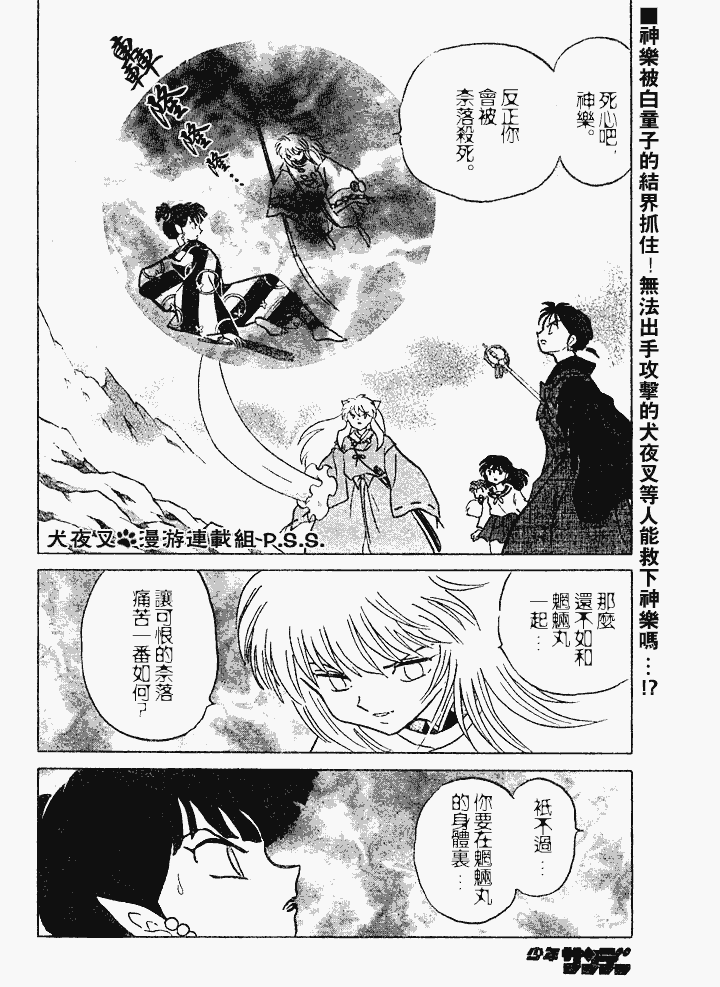 ■神樂被白童子的結界抓住！無法出手攻擊的犬夜叉等人能救下神樂嗎…!?
死心吧，
神樂。
反正你
會被
奈落殺死。
轟隆隆隆…
犬夜叉 漫游連載組 P.S.S.
那麼
還不如和
魍魎丸
一起…
讓可恨的奈落
痛苦一番如何？
祇不過…
你要在魍魎丸
的身體裏…
少年サンデー